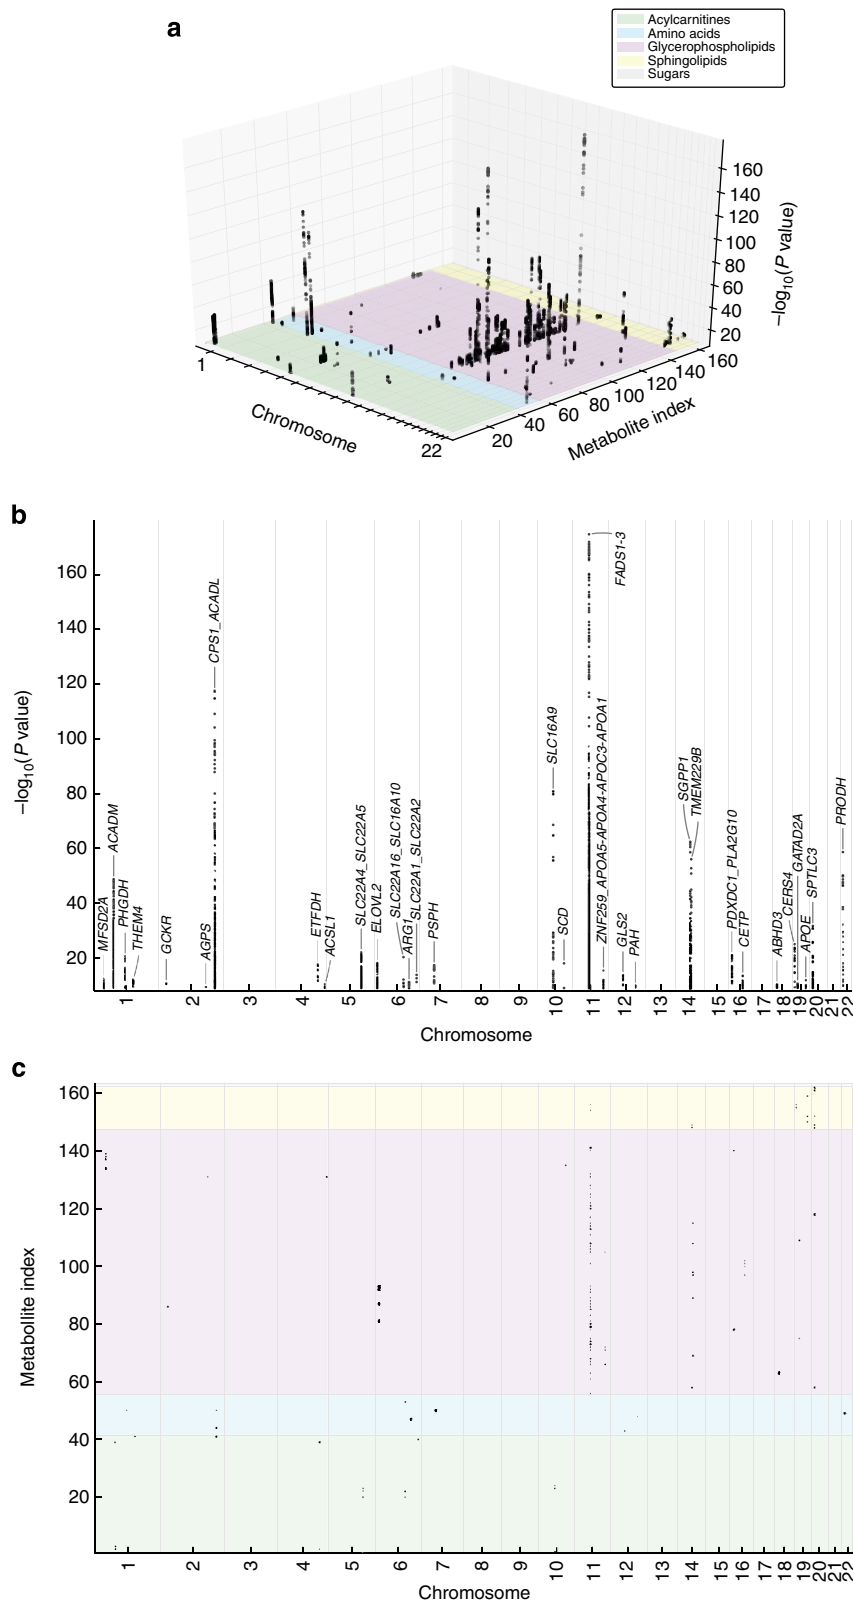 a
Acylcarnitines
Amino acids
Glycerophospholipids
Sphingolipids
Sugars
160
140
120
100
80
60
40
20
–log10(P value)
1
Chromosome
22
20
40
60
80
100
120
140
160
Metabolite index
b
–log10(P value)
160
140
120
100
80
60
40
20
MFSD2A
ACADM
PHGDH
THEM4
GCKR
AGPS
CPS1_ACADL
ETFDH
ACSL1
SLC22A4_SLC22A5
ELOVL2
SLC22A16_SLC16A10
ARG1
SLC22A1_SLC22A2
PSPH
SLC16A9
SCD
FADS1-3
ZNF259_APOA5-APOA4-APOC3-APOA1
GLS2
PAH
SGPP1
TMEM229B
PDXDC1_PLA2G10
CETP
ABHD3
CERS4
GATAD2A
APOE
SPTLC3
PRODH
1 2 3 4 5 6 7 8 9 10 11 12 13 14 15 16 17 18 19 20 21 22
Chromosome
c
Metabollite index
160
140
120
100
80
60
40
20
1 2 3 4 5 6 7 8 9 10 11 12 13 14 15 16 17 18 19 20 21 22
Chromosome